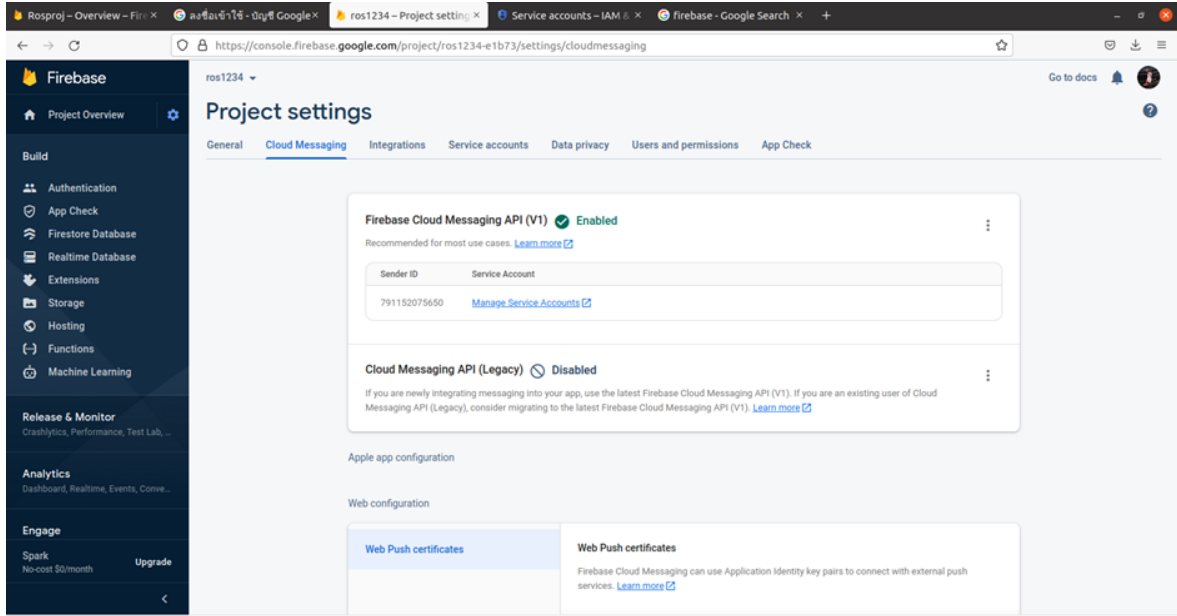 Rosproj – Overview – Fire
ลงชื่อเข้าใช้ - บัญชี Google
ros1234 – Project setting
Service accounts – IAM &
firebase - Google Search
https://console.firebase.google.com/project/ros1234-e1b73/settings/cloudmessaging
Firebase
Project Overview
Build
Authentication
App Check
Firestore Database
Realtime Database
Extensions
Storage
Hosting
Functions
Machine Learning
Release & Monitor
Crashlytics, Performance, Test Lab, ...
Analytics
Dashboard, Realtime, Events, Conve...
Engage
Spark
No-cost $0/month
Upgrade
ros1234
Go to docs
Project settings
General
Cloud Messaging
Integrations
Service accounts
Data privacy
Users and permissions
App Check
Firebase Cloud Messaging API (V1)
Enabled
Recommended for most use cases. Learn more
Sender ID
Service Account
791152075650
Manage Service Accounts
Cloud Messaging API (Legacy)
Disabled
If you are newly integrating messaging into your app, use the latest Firebase Cloud Messaging API (V1). If you are an existing user of Cloud
Messaging API (Legacy), consider migrating to the latest Firebase Cloud Messaging API (V1). Learn more
Apple app configuration
Web configuration
Web Push certificates
Web Push certificates
Firebase Cloud Messaging can use Application Identity key pairs to connect with external push
services. Learn more